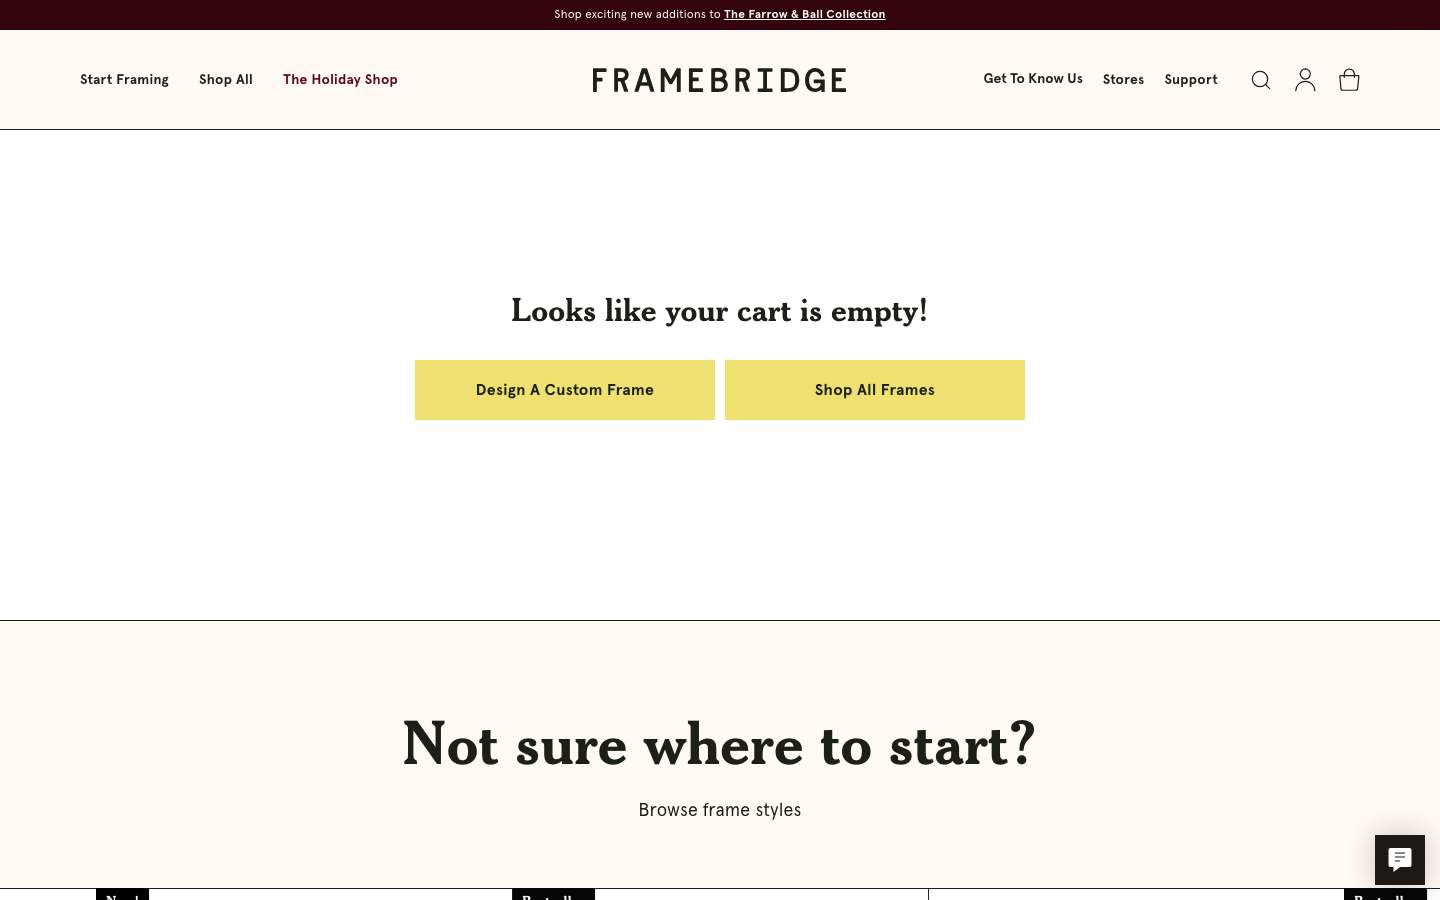 Shop exciting new additions to The Farrow & Ball Collection
Start Framing Shop All The Holiday Shop FRAMEBRIDGE Get To Know Us Stores Support
Looks like your cart is empty!
Design A Custom Frame Shop All Frames
Not sure where to start?
Browse frame styles